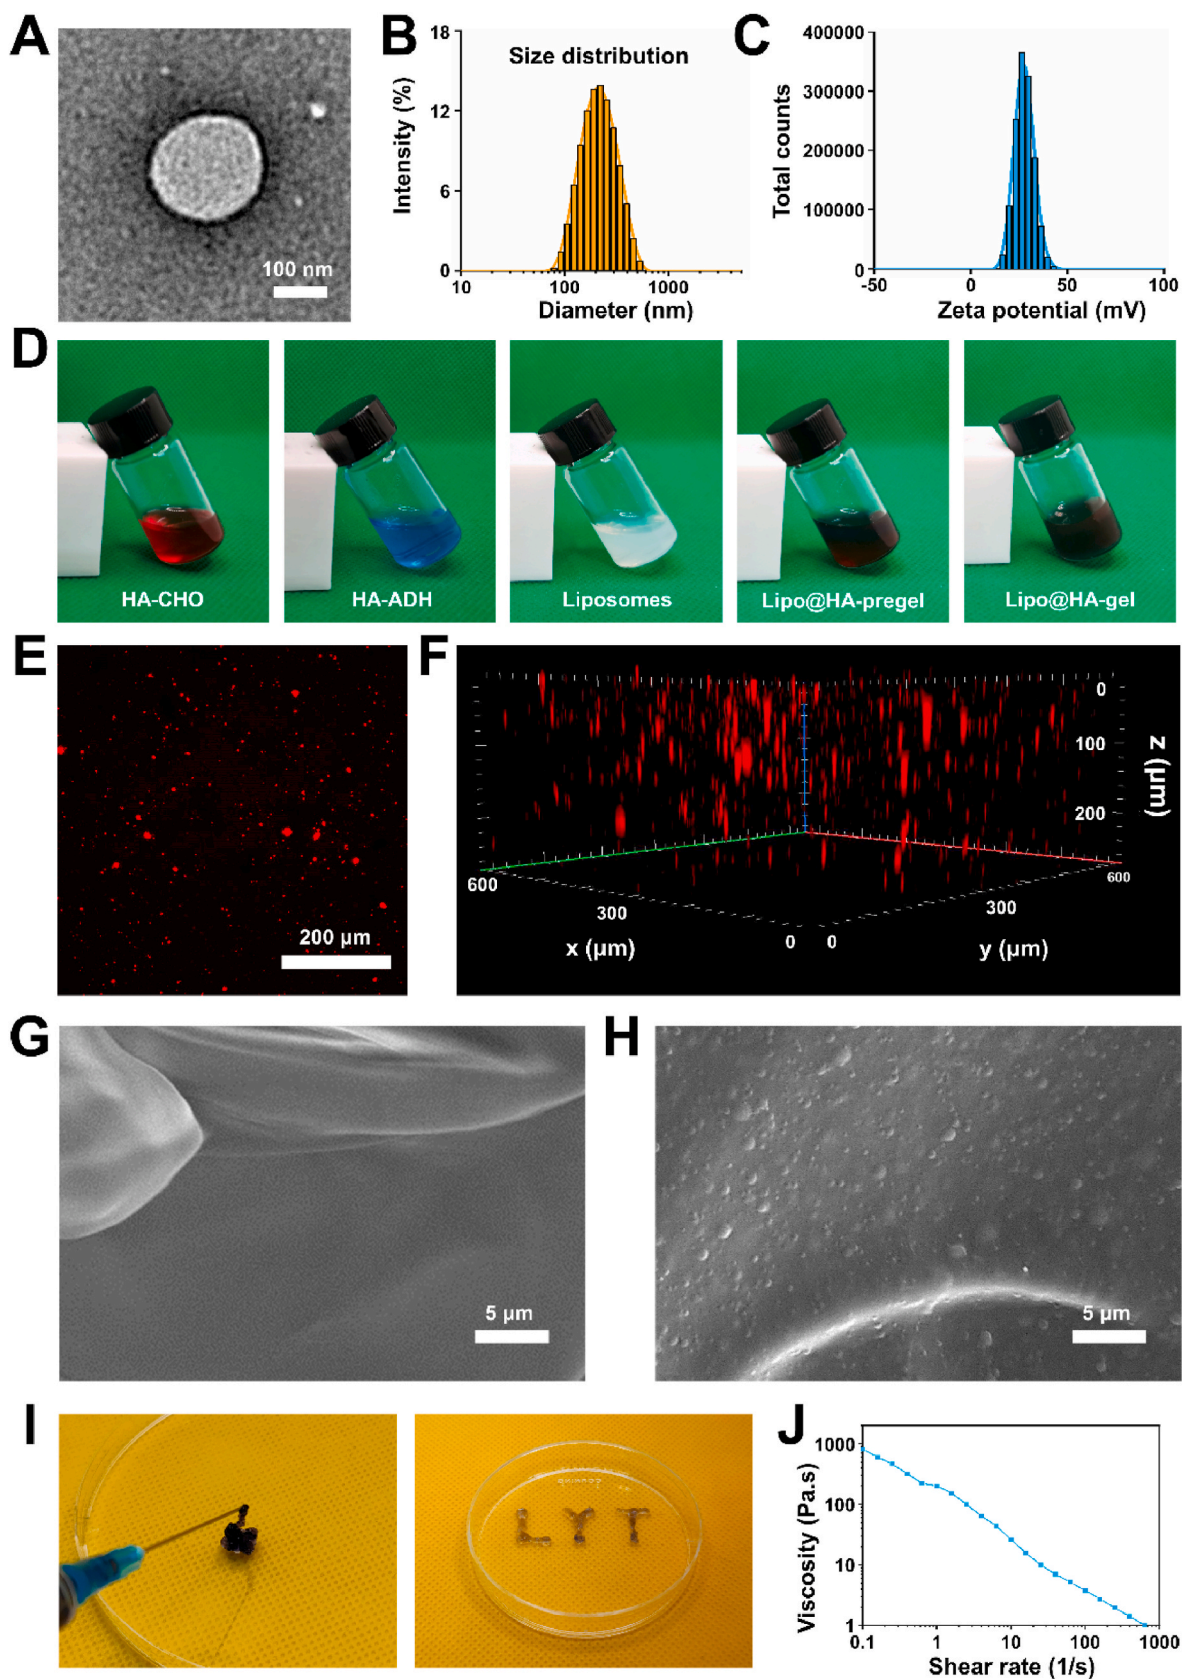 A
100 nm
B
Size distribution
Intensity (%)
18
12
6
0
10
100
1000
Diameter (nm)
C
Total counts
400000
300000
200000
100000
0
-50
0
50
100
Zeta potential (mV)
D
HA-CHO
HA-ADH
Liposomes
Lipo@HA-pregel
Lipo@HA-gel
E
200 μm
F
0
100
200
z (μm)
600
300
0
x (μm)
0
300
600
y (μm)
G
5 μm
H
5 μm
I
L Y T
J
Viscosity (Pa.s)
1000
100
10
1
0.1
1
10
100
1000
Shear rate (1/s)